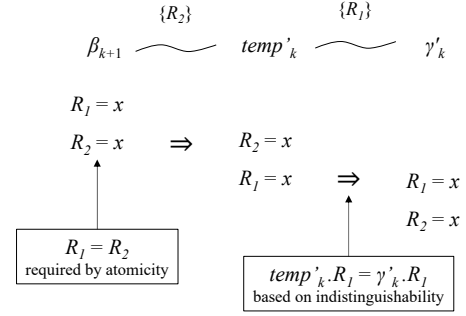 {R₂} {R₁}
βₖ₊₁ temp'ₖ γ'ₖ
R₁ = x
R₂ = x ⇒ R₂ = x
R₁ = x ⇒ R₁ = x
R₂ = x
R₁ = R₂
required by atomicity
temp'ₖ.R₁ = γ'ₖ.R₁
based on indistinguishability